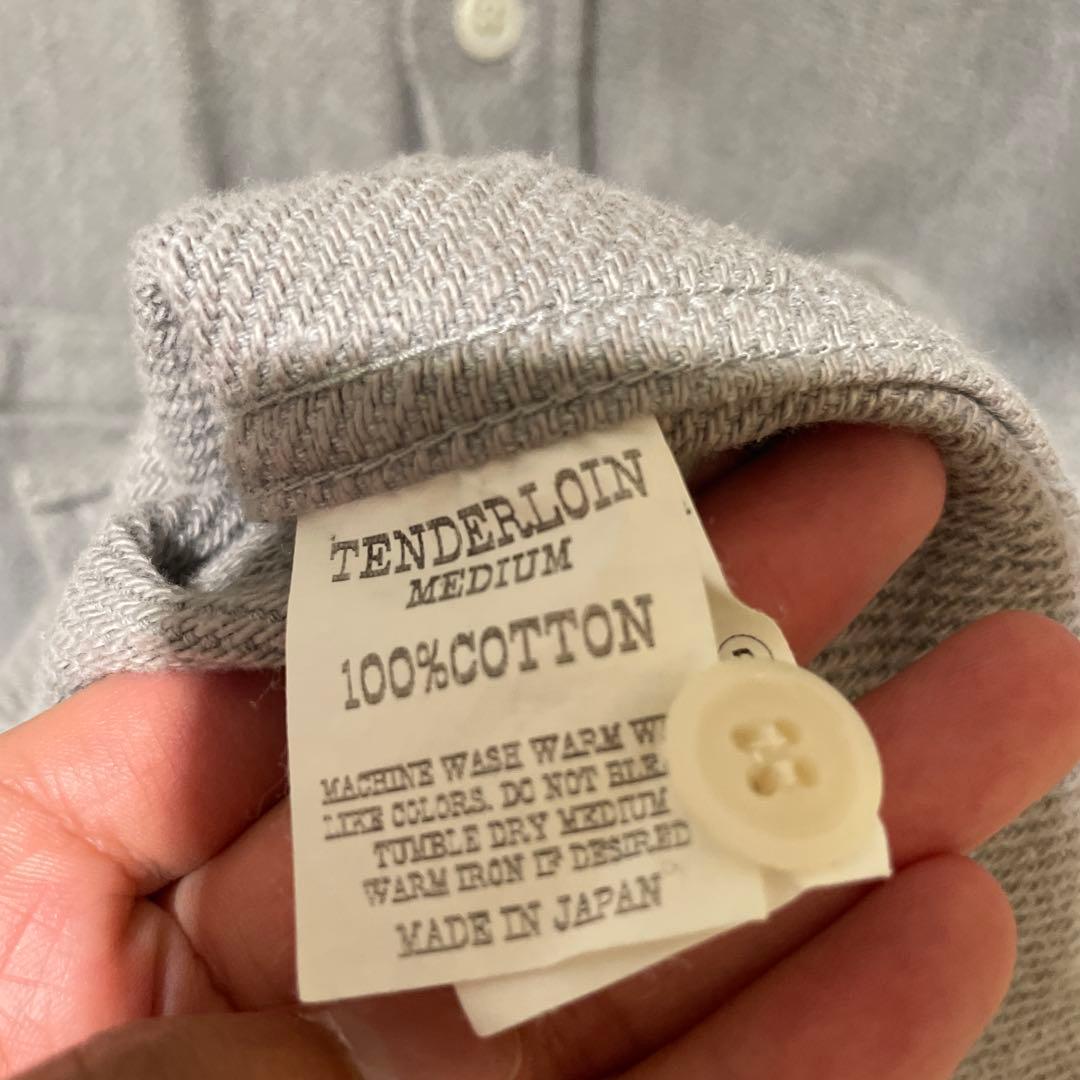 TENDERLOIN
MEDIUM
100%COTTON
MACHINE WASH WARM W
LIKE COLORS. DO NOT BLEA
TUMBLE DRY MEDIUM
WARM IRON IF DESIRED
MADE IN JAPAN